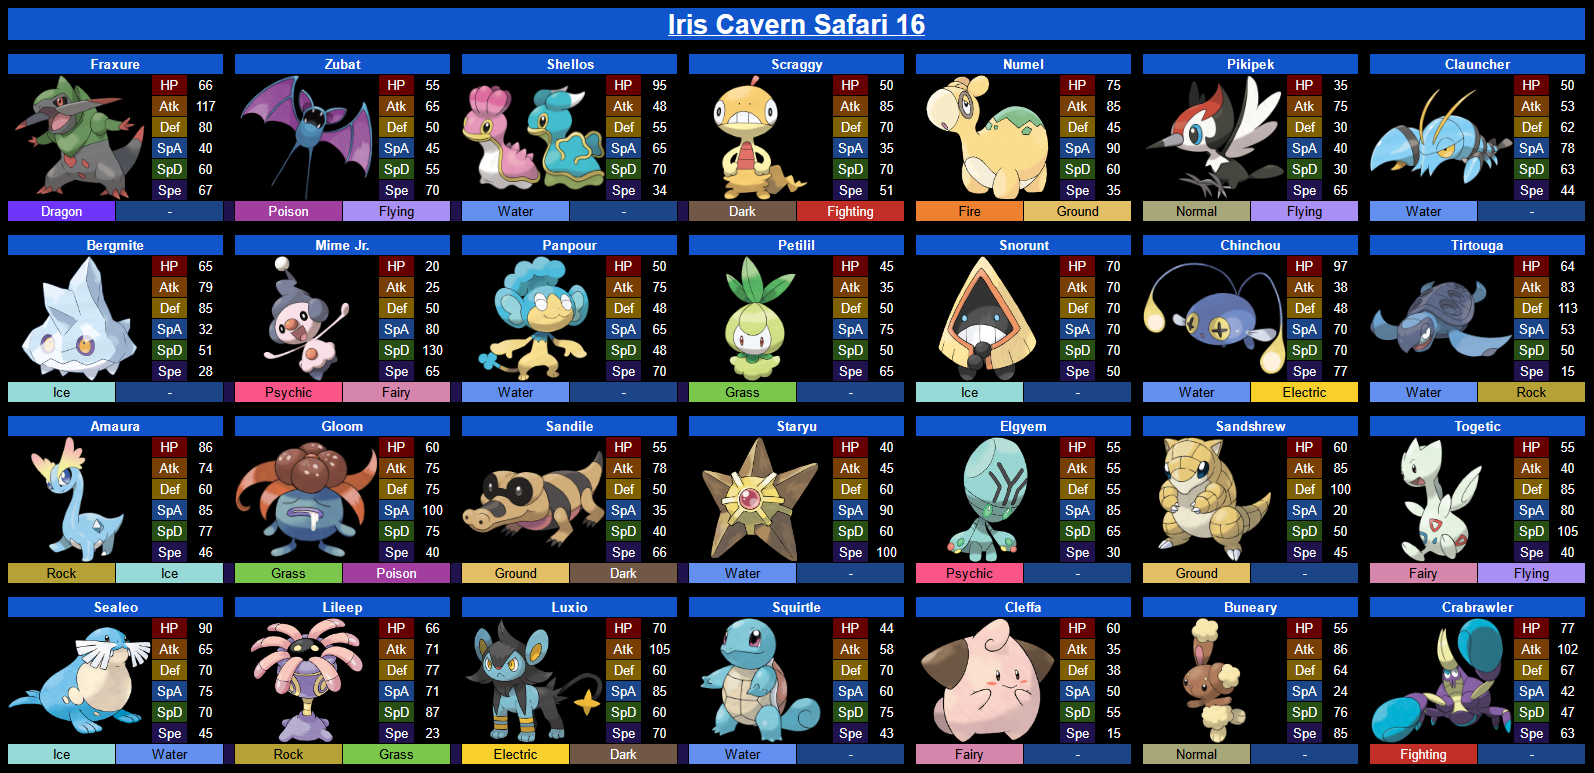 Iris Cavern Safari 16
Fraxure Zubat Shellos Scraggy Numel Pikipek Clauncher
HP 66 HP 55 HP 95 HP 50 HP 75 HP 35 HP 50
Atk 117 Atk 65 Atk 48 Atk 85 Atk 85 Atk 75 Atk 53
Def 80 Def 50 Def 55 Def 70 Def 45 Def 30 Def 62
SpA 40 SpA 45 SpA 65 SpA 35 SpA 90 SpA 40 SpA 78
SpD 60 SpD 55 SpD 55 SpD 70 SpD 60 SpD 30 SpD 63
Spe 67 Spe 70 Spe 34 Spe 51 Spe 35 Spe 65 Spe 44
Dragon - Poison Flying Water - Dark Fighting Fire Ground Normal Flying Water -
Bergmite Mime Jr. Panpour Petilil Snorunt Chinchou Tirtouga
HP 65 HP 20 HP 50 HP 45 HP 70 HP 97 HP 64
Atk 79 Atk 25 Atk 75 Atk 35 Atk 70 Atk 38 Atk 83
Def 85 Def 50 Def 48 Def 50 Def 70 Def 48 Def 113
SpA 32 SpA 80 SpA 65 SpA 75 SpA 70 SpA 70 SpA 53
SpD 51 SpD 130 SpD 48 SpD 50 SpD 70 SpD 70 SpD 50
Spe 28 Spe 65 Spe 70 Spe 65 Spe 50 Spe 77 Spe 15
Ice - Psychic Fairy Water - Grass - Ice - Water Electric Water Rock
Amaura Gloom Sandile Staryu Elgyem Sandshrew Togetic
HP 86 HP 60 HP 55 HP 40 HP 55 HP 60 HP 55
Atk 74 Atk 75 Atk 78 Atk 45 Atk 55 Atk 85 Atk 40
Def 60 Def 75 Def 50 Def 60 Def 55 Def 100 Def 85
SpA 85 SpA 100 SpA 35 SpA 90 SpA 85 SpA 20 SpA 80
SpD 77 SpD 75 SpD 40 SpD 60 SpD 65 SpD 50 SpD 105
Spe 46 Spe 40 Spe 66 Spe 100 Spe 30 Spe 45 Spe 40
Rock Ice Grass Poison Ground Dark Water - Psychic - Ground - Fairy Flying
Sealeo Lileep Luxio Squirtle Cleffa Buneary Crabrawler
HP 90 HP 66 HP 70 HP 44 HP 60 HP 55 HP 77
Atk 65 Atk 71 Atk 105 Atk 58 Atk 35 Atk 86 Atk 102
Def 70 Def 77 Def 60 Def 70 Def 38 Def 64 Def 67
SpA 75 SpA 71 SpA 85 SpA 60 SpA 50 SpA 24 SpA 42
SpD 70 SpD 87 SpD 60 SpD 75 SpD 55 SpD 76 SpD 47
Spe 45 Spe 23 Spe 70 Spe 43 Spe 15 Spe 85 Spe 63
Ice Water Rock Grass Electric Dark Water - Fairy - Normal - Fighting -